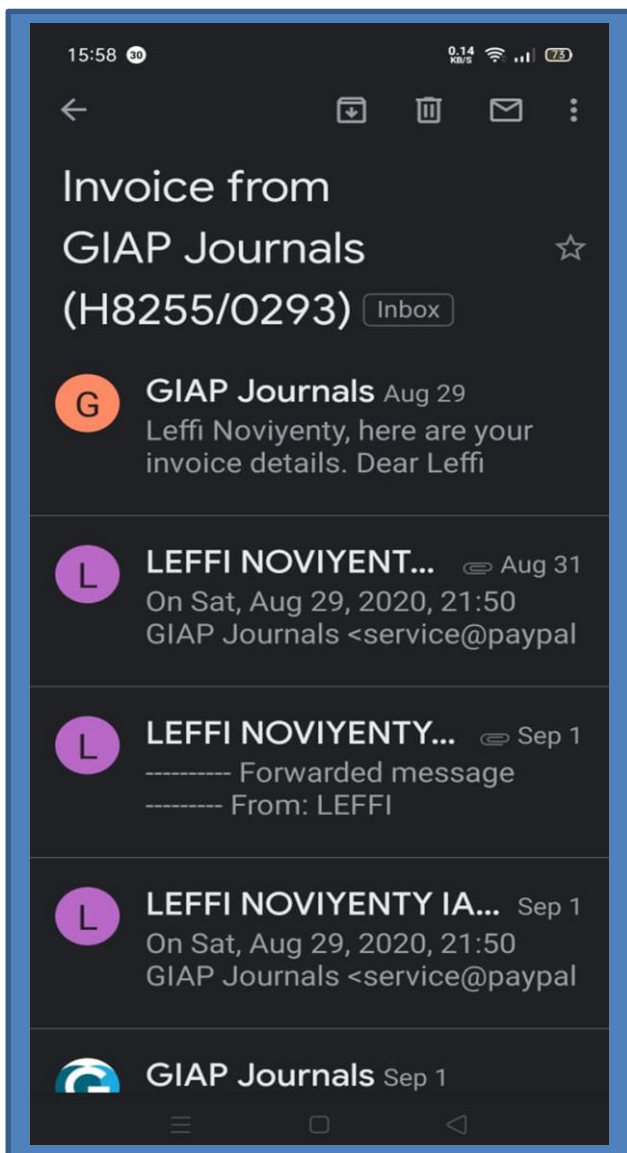 15:58 30 0.14 KB/S 73
Invoice from
GIAP Journals
(H8255/0293) Inbox
G GIAP Journals Aug 29
Leffi Noviyenty, here are your
invoice details. Dear Leffi
L LEFFI NOVIYENT... Aug 31
On Sat, Aug 29, 2020, 21:50
GIAP Journals <service@paypal
L LEFFI NOVIYENTY... Sep 1
---------- Forwarded message
--------- From: LEFFI
L LEFFI NOVIYENTY IA... Sep 1
On Sat, Aug 29, 2020, 21:50
GIAP Journals <service@paypal
G GIAP Journals Sep 1